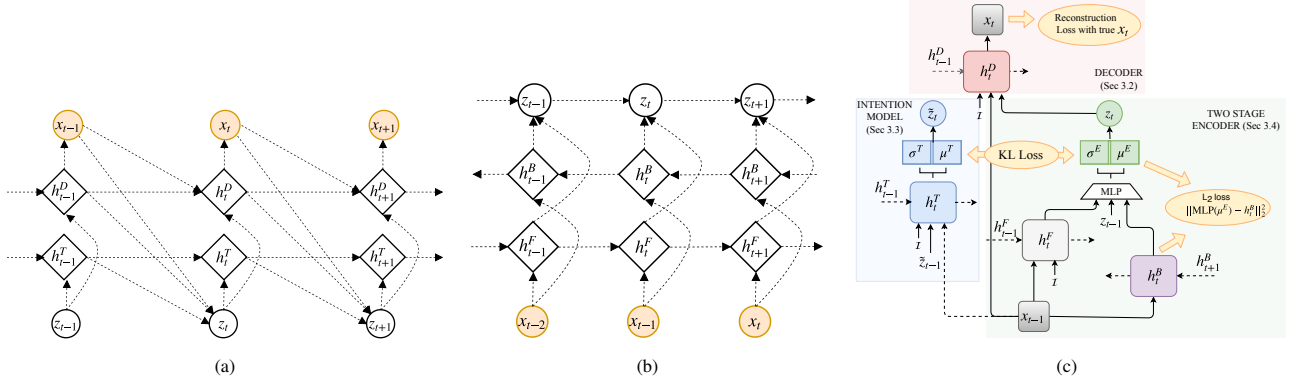 x_{t-1}
x_t
x_{t+1}
h^D_{t-1}
h^D_t
h^D_{t+1}
h^T_{t-1}
h^T_t
h^T_{t+1}
z_{t-1}
z_t
z_{t+1}
(a)
z_{t-1}
z_t
z_{t+1}
h^B_{t-1}
h^B_t
h^B_{t+1}
h^F_{t-1}
h^F_t
h^F_{t+1}
x_{t-2}
x_{t-1}
x_t
(b)
x_t
Reconstruction
Loss with true x_t
h^D_{t-1}
h^D_t
DECODER
(Sec 3.2)
I
INTENTION
MODEL
(Sec 3.3)
z̃_t
z_t
TWO STAGE
ENCODER (Sec 3.4)
σ^T
μ^T
KL Loss
σ^E
μ^E
MLP
L_2 loss
||MLP(μ^E) − h^B_t||^2_2
h^T_{t-1}
h^T_t
I
z̃_{t-1}
z_{t-1}
h^F_{t-1}
h^F_t
I
h^B_t
h^B_{t+1}
x_{t-1}
(c)